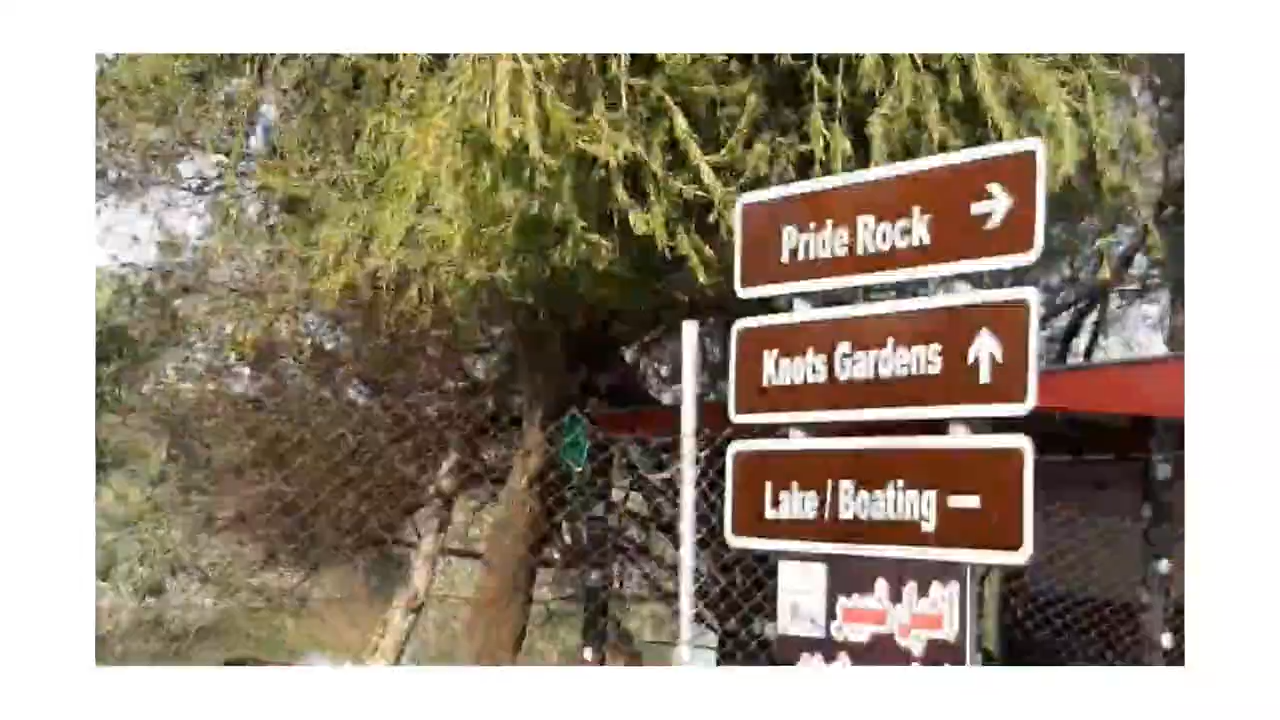 Pride Rock →
Knots Gardens ↑
Lake / Boating —